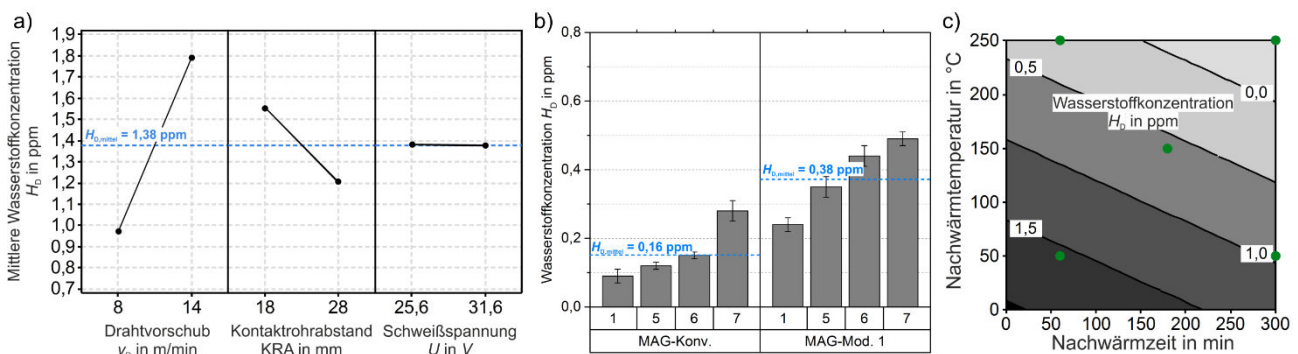 a)
Mittlere Wasserstoffkonzentration
H_D in ppm
1,9
1,8
1,7
1,6
1,5
1,4
1,3
1,2
1,1
1,0
0,9
0,8
0,7
H_D,mittel = 1,38 ppm
8 14 18 28 25,6 31,6
Drahtvorschub
v_D in m/min
Kontaktrohrabstand
KRA in mm
Schweißspannung
U in V
b)
Wasserstoffkonzentration H_D in ppm
0,8
0,6
0,4
0,2
0,0
H_D,mittel = 0,16 ppm
H_D,mittel = 0,38 ppm
1 5 6 7 1 5 6 7
MAG-Konv. MAG-Mod. 1
c)
Nachwärmtemperatur in °C
250
200
150
100
50
0
0,5
0,0
Wasserstoffkonzentration
H_D in ppm
1,5
1,0
0 50 100 150 200 250 300
Nachwärmzeit in min